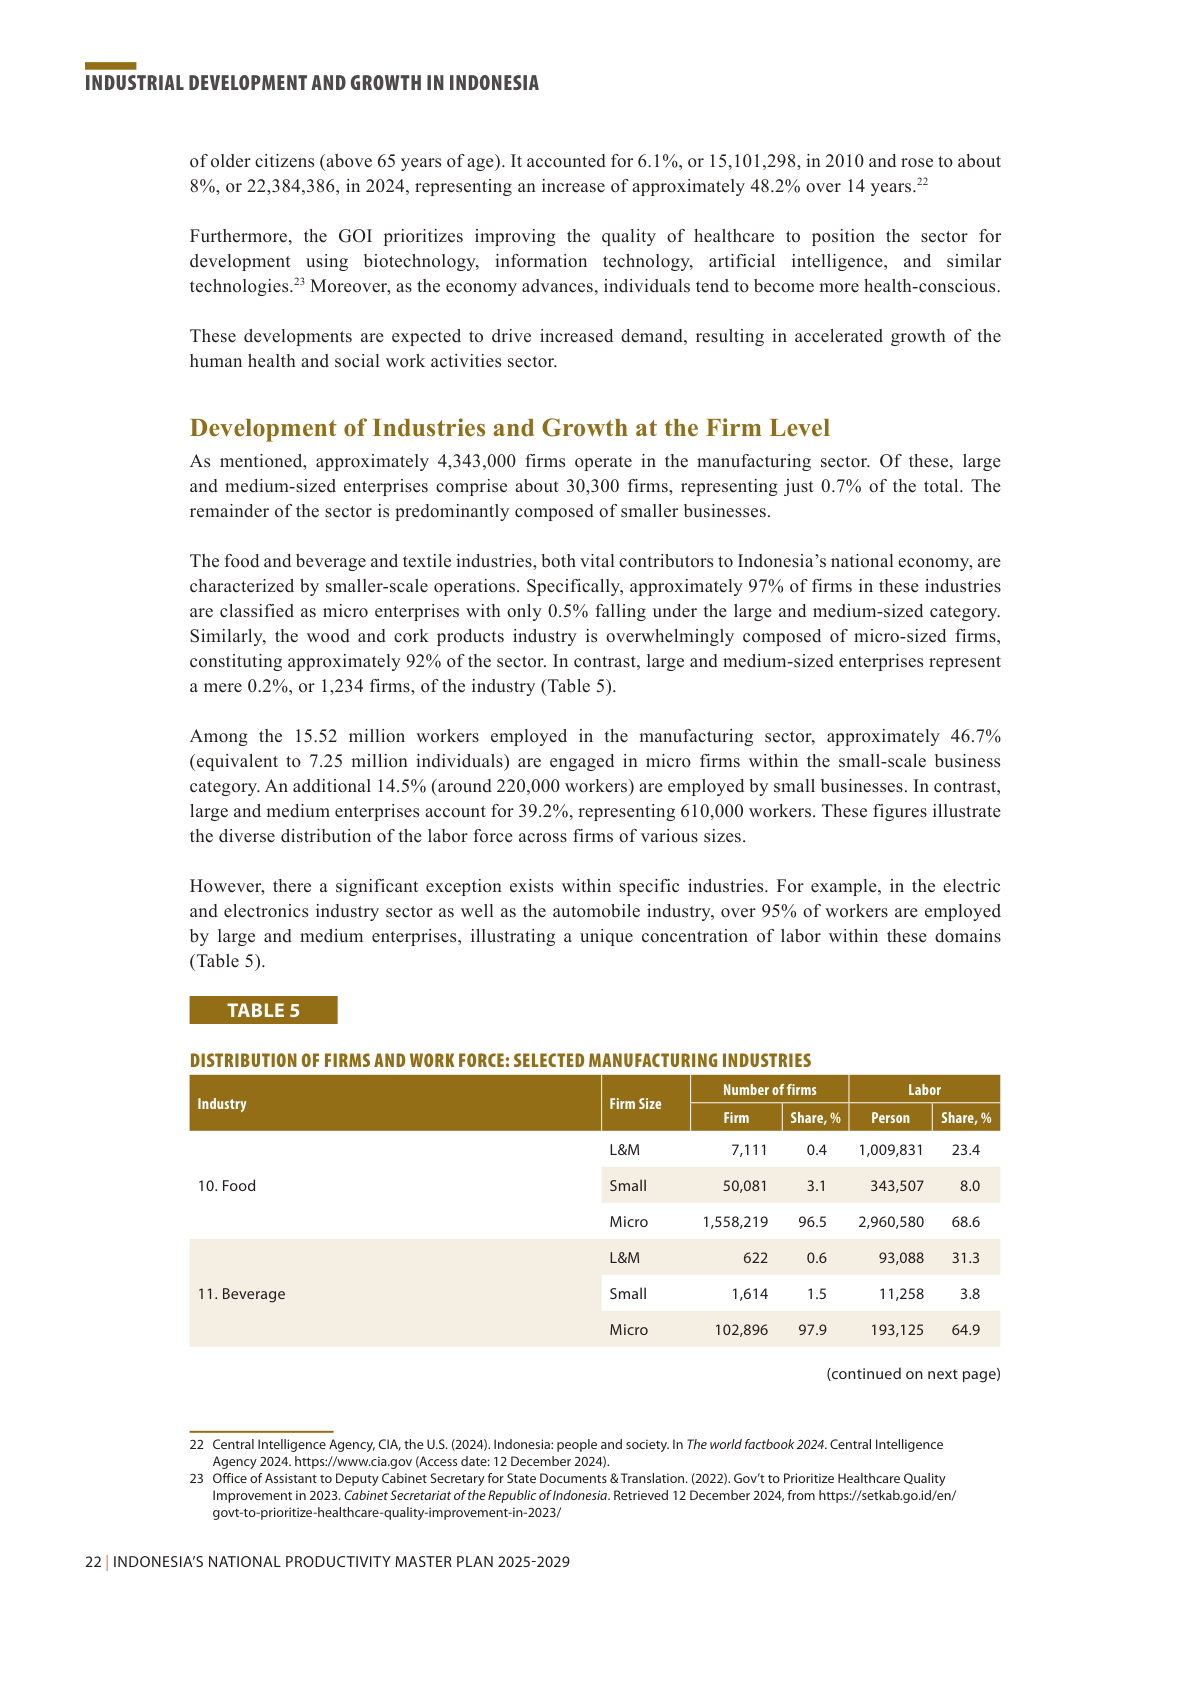 INDUSTRIAL DEVELOPMENT AND GROWTH IN INDONESIA
of older citizens (above 65 years of age). It accounted for 6.1%, or 15,101,298, in 2010 and rose to about
8%, or 22,384,386, in 2024, representing an increase of approximately 48.2% over 14 years.22
Furthermore, the GOI prioritizes improving the quality of healthcare to position the sector for
development using biotechnology, information technology, artificial intelligence, and similar
technologies.23 Moreover, as the economy advances, individuals tend to become more health-conscious.
These developments are expected to drive increased demand, resulting in accelerated growth of the
human health and social work activities sector.
Development of Industries and Growth at the Firm Level
As mentioned, approximately 4,343,000 firms operate in the manufacturing sector. Of these, large
and medium-sized enterprises comprise about 30,300 firms, representing just 0.7% of the total. The
remainder of the sector is predominantly composed of smaller businesses.
The food and beverage and textile industries, both vital contributors to Indonesia’s national economy, are
characterized by smaller-scale operations. Specifically, approximately 97% of firms in these industries
are classified as micro enterprises with only 0.5% falling under the large and medium-sized category.
Similarly, the wood and cork products industry is overwhelmingly composed of micro-sized firms,
constituting approximately 92% of the sector. In contrast, large and medium-sized enterprises represent
a mere 0.2%, or 1,234 firms, of the industry (Table 5).
Among the 15.52 million workers employed in the manufacturing sector, approximately 46.7%
(equivalent to 7.25 million individuals) are engaged in micro firms within the small-scale business
category. An additional 14.5% (around 220,000 workers) are employed by small businesses. In contrast,
large and medium enterprises account for 39.2%, representing 610,000 workers. These figures illustrate
the diverse distribution of the labor force across firms of various sizes.
However, there a significant exception exists within specific industries. For example, in the electric
and electronics industry sector as well as the automobile industry, over 95% of workers are employed
by large and medium enterprises, illustrating a unique concentration of labor within these domains
(Table 5).
TABLE 5
DISTRIBUTION OF FIRMS AND WORK FORCE: SELECTED MANUFACTURING INDUSTRIES
Industry Firm Size Number of firms Labor
Firm Share, % Person Share, %
L&M 7,111 0.4 1,009,831 23.4
10. Food Small 50,081 3.1 343,507 8.0
Micro 1,558,219 96.5 2,960,580 68.6
L&M 622 0.6 93,088 31.3
11. Beverage Small 1,614 1.5 11,258 3.8
Micro 102,896 97.9 193,125 64.9
(continued on next page)
22 Central Intelligence Agency, CIA, the U.S. (2024). Indonesia: people and society. In The world factbook 2024. Central Intelligence
Agency 2024. https://www.cia.gov (Access date: 12 December 2024).
23 Office of Assistant to Deputy Cabinet Secretary for State Documents & Translation. (2022). Gov’t to Prioritize Healthcare Quality
Improvement in 2023. Cabinet Secretariat of the Republic of Indonesia. Retrieved 12 December 2024, from https://setkab.go.id/en/
govt-to-prioritize-healthcare-quality-improvement-in-2023/
22 | INDONESIA’S NATIONAL PRODUCTIVITY MASTER PLAN 2025-2029